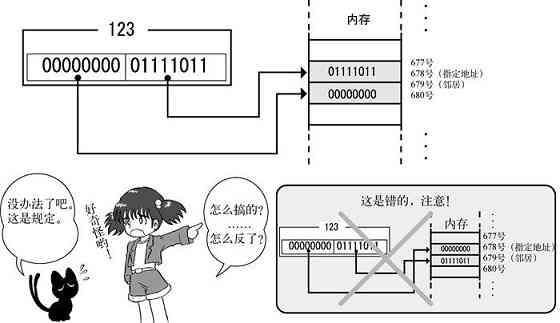 123
00000000 01111011
内存
01111011
00000000
677号
678号（指定地址）
679号（邻居）
680号
没办法了吧。
这是规定。
好奇怪哟！
怎么搞的？
……
怎么反了？
这是错的，注意！
123
00000000 01111011
内存
00000000
01111011
677号
678号（指定地址）
679号（邻居）
680号